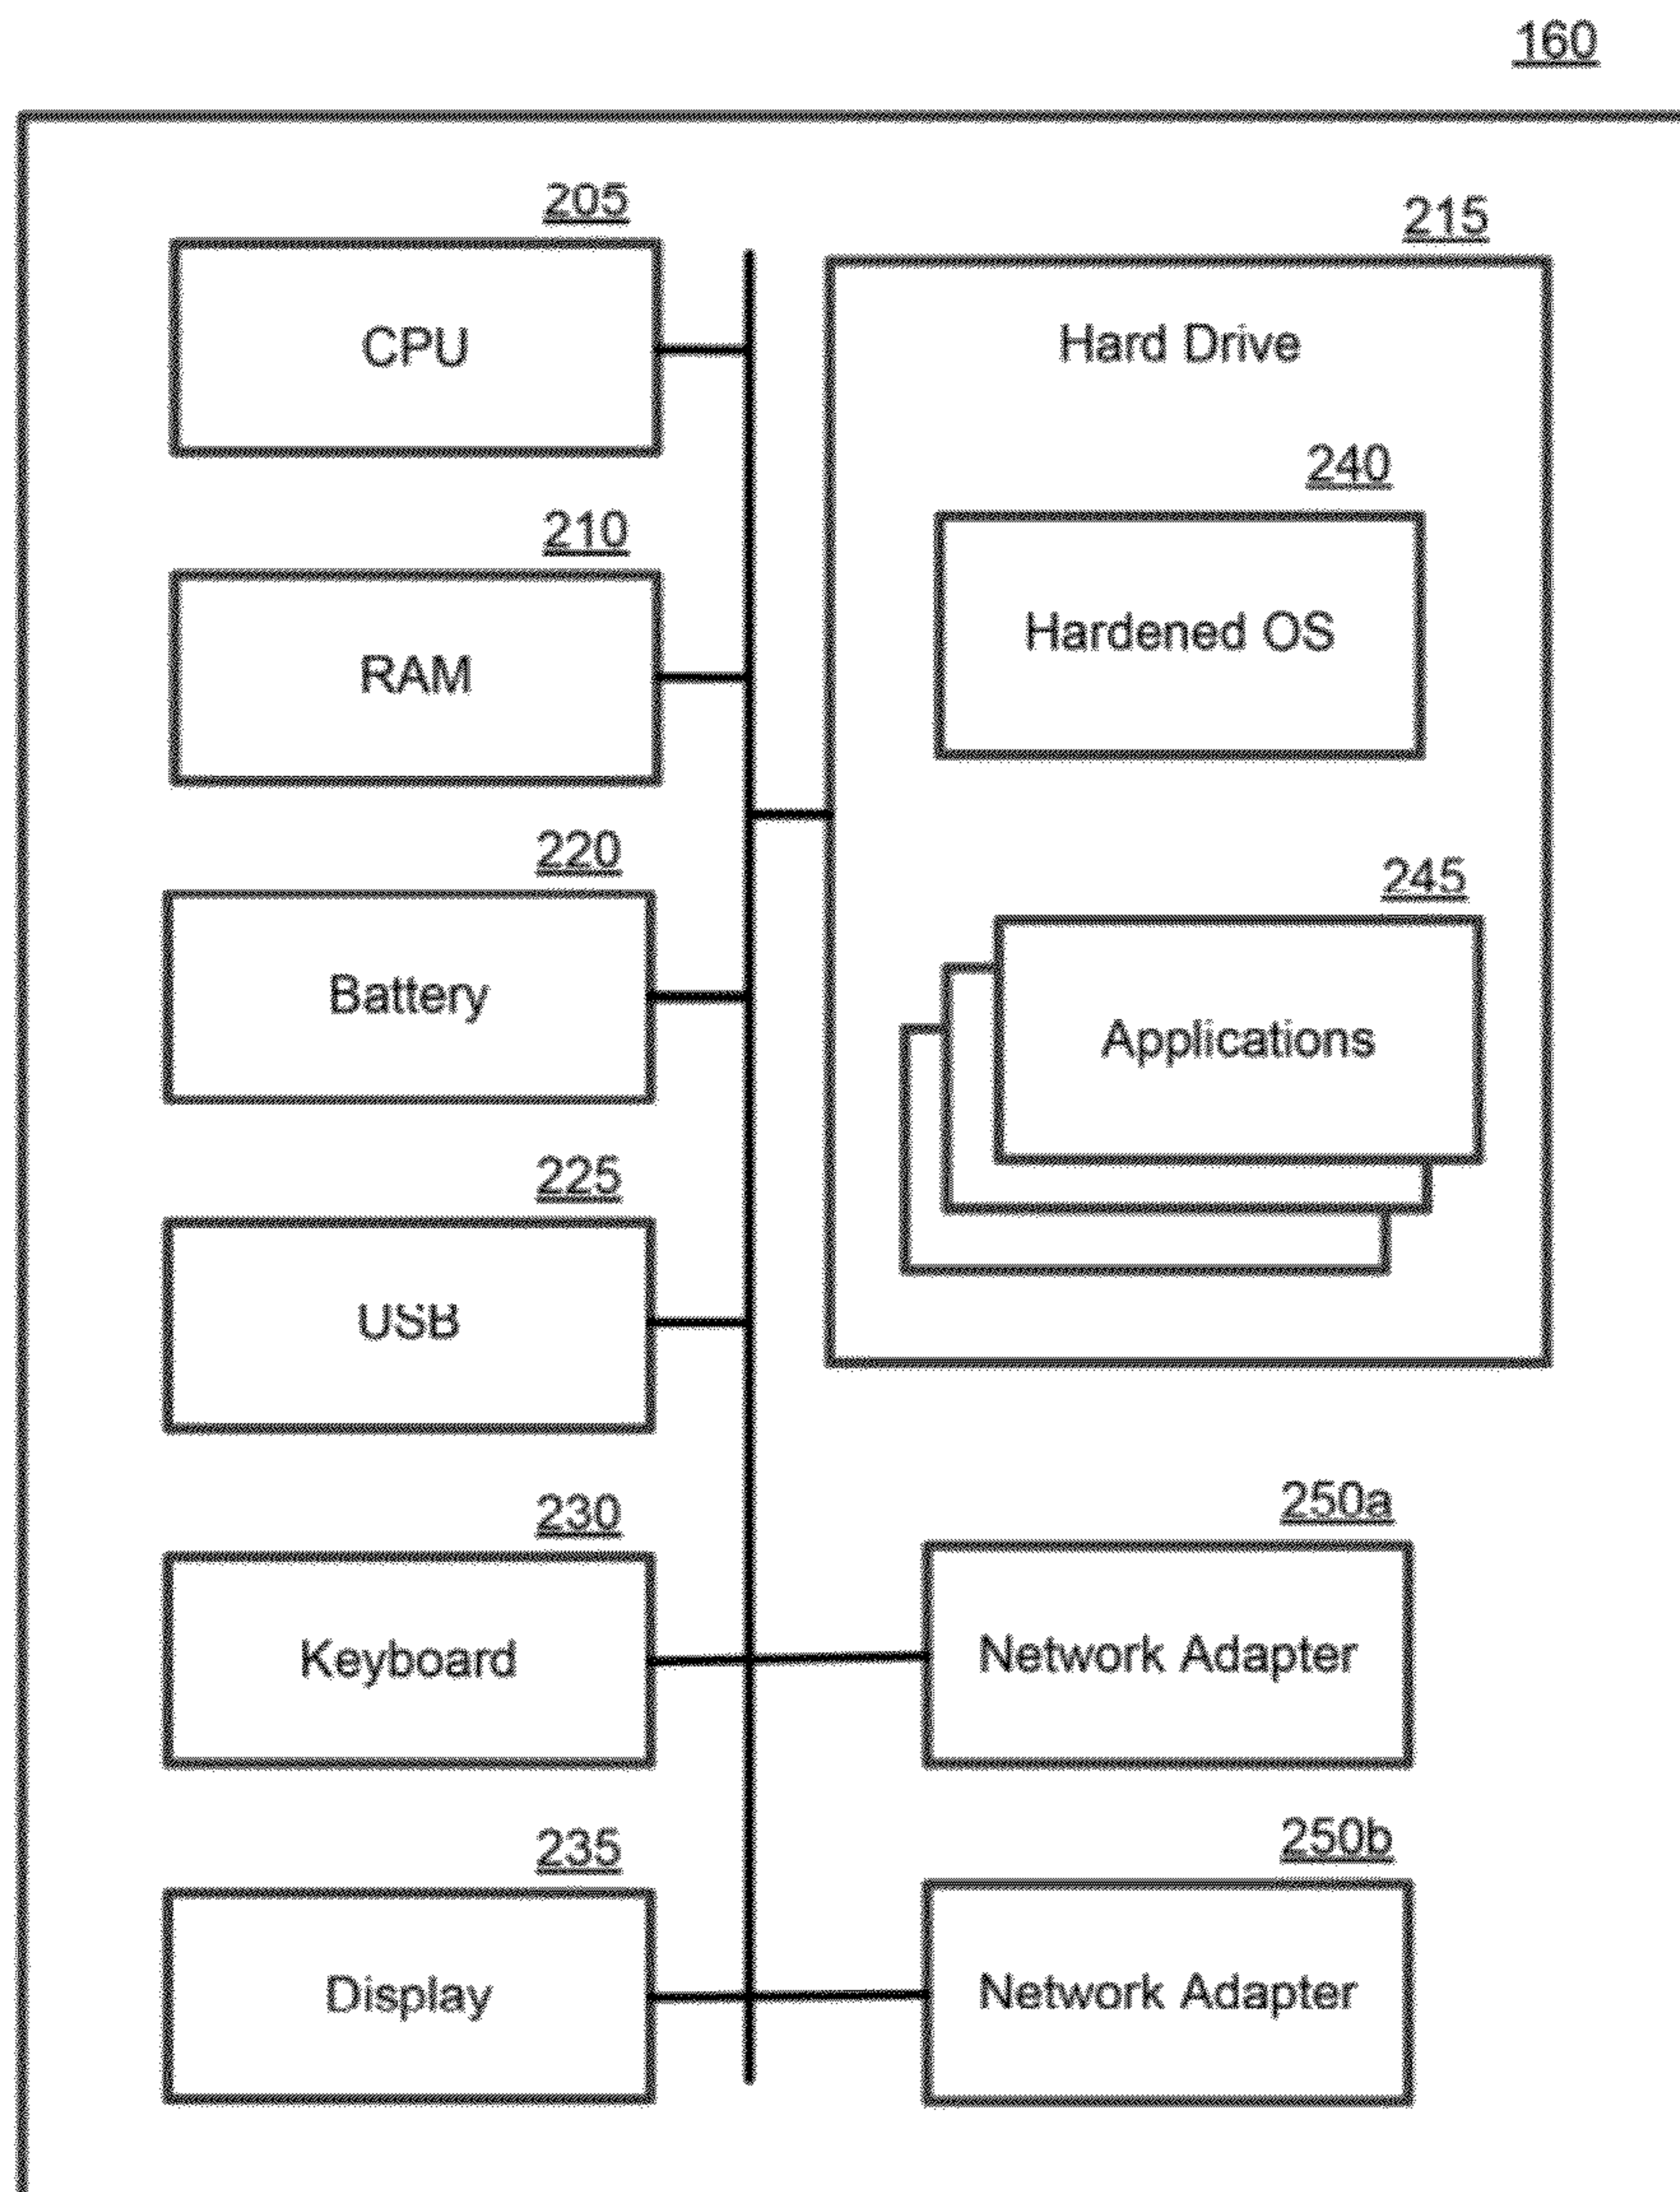 160
205
CPU
210
RAM
220
Battery
225
USB
230
Keyboard
235
Display
215
Hard Drive
240
Hardened OS
245
Applications
250a
Network Adapter
250b
Network Adapter